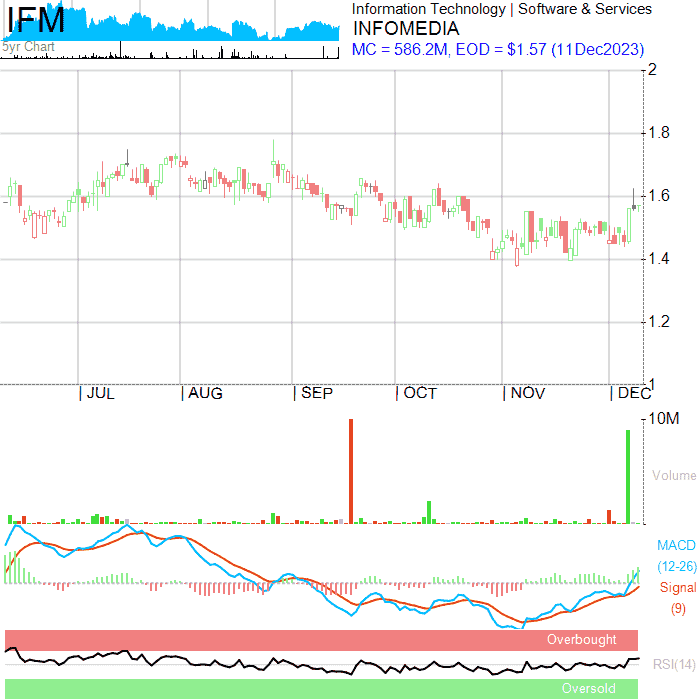 IFM
5yr Chart
Information Technology | Software & Services
INFOMEDIA
MC = 586.2M, EOD = $1.57 (11Dec2023)
2
1.8
1.6
1.4
1.2
1
| JUL | AUG | SEP | OCT | NOV | DEC
10M
Volume
MACD
(12-26)
Signal
(9)
Overbought
RSI(14)
Oversold